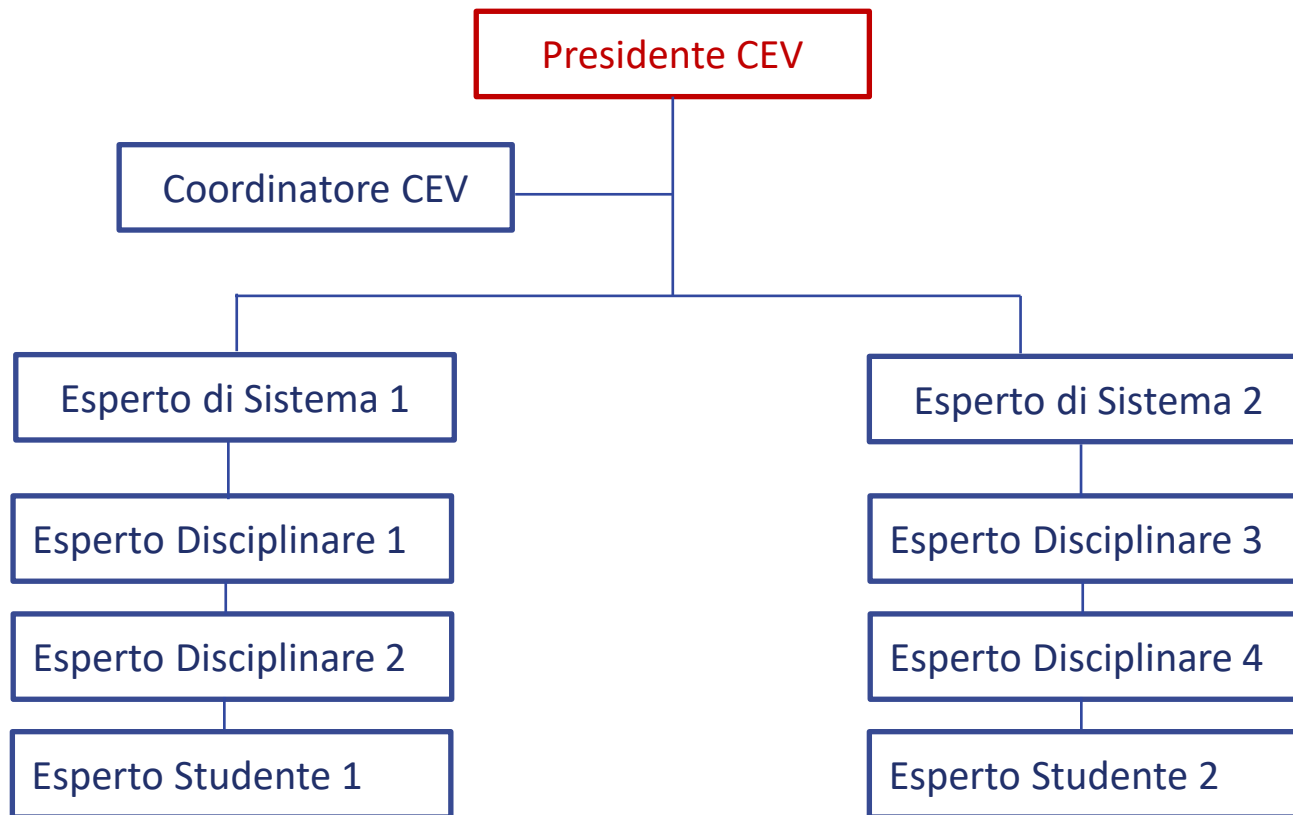 Presidente CEV
Coordinatore CEV
Esperto di Sistema 1
Esperto Disciplinare 1
Esperto Disciplinare 2
Esperto Studente 1
Esperto di Sistema 2
Esperto Disciplinare 3
Esperto Disciplinare 4
Esperto Studente 2